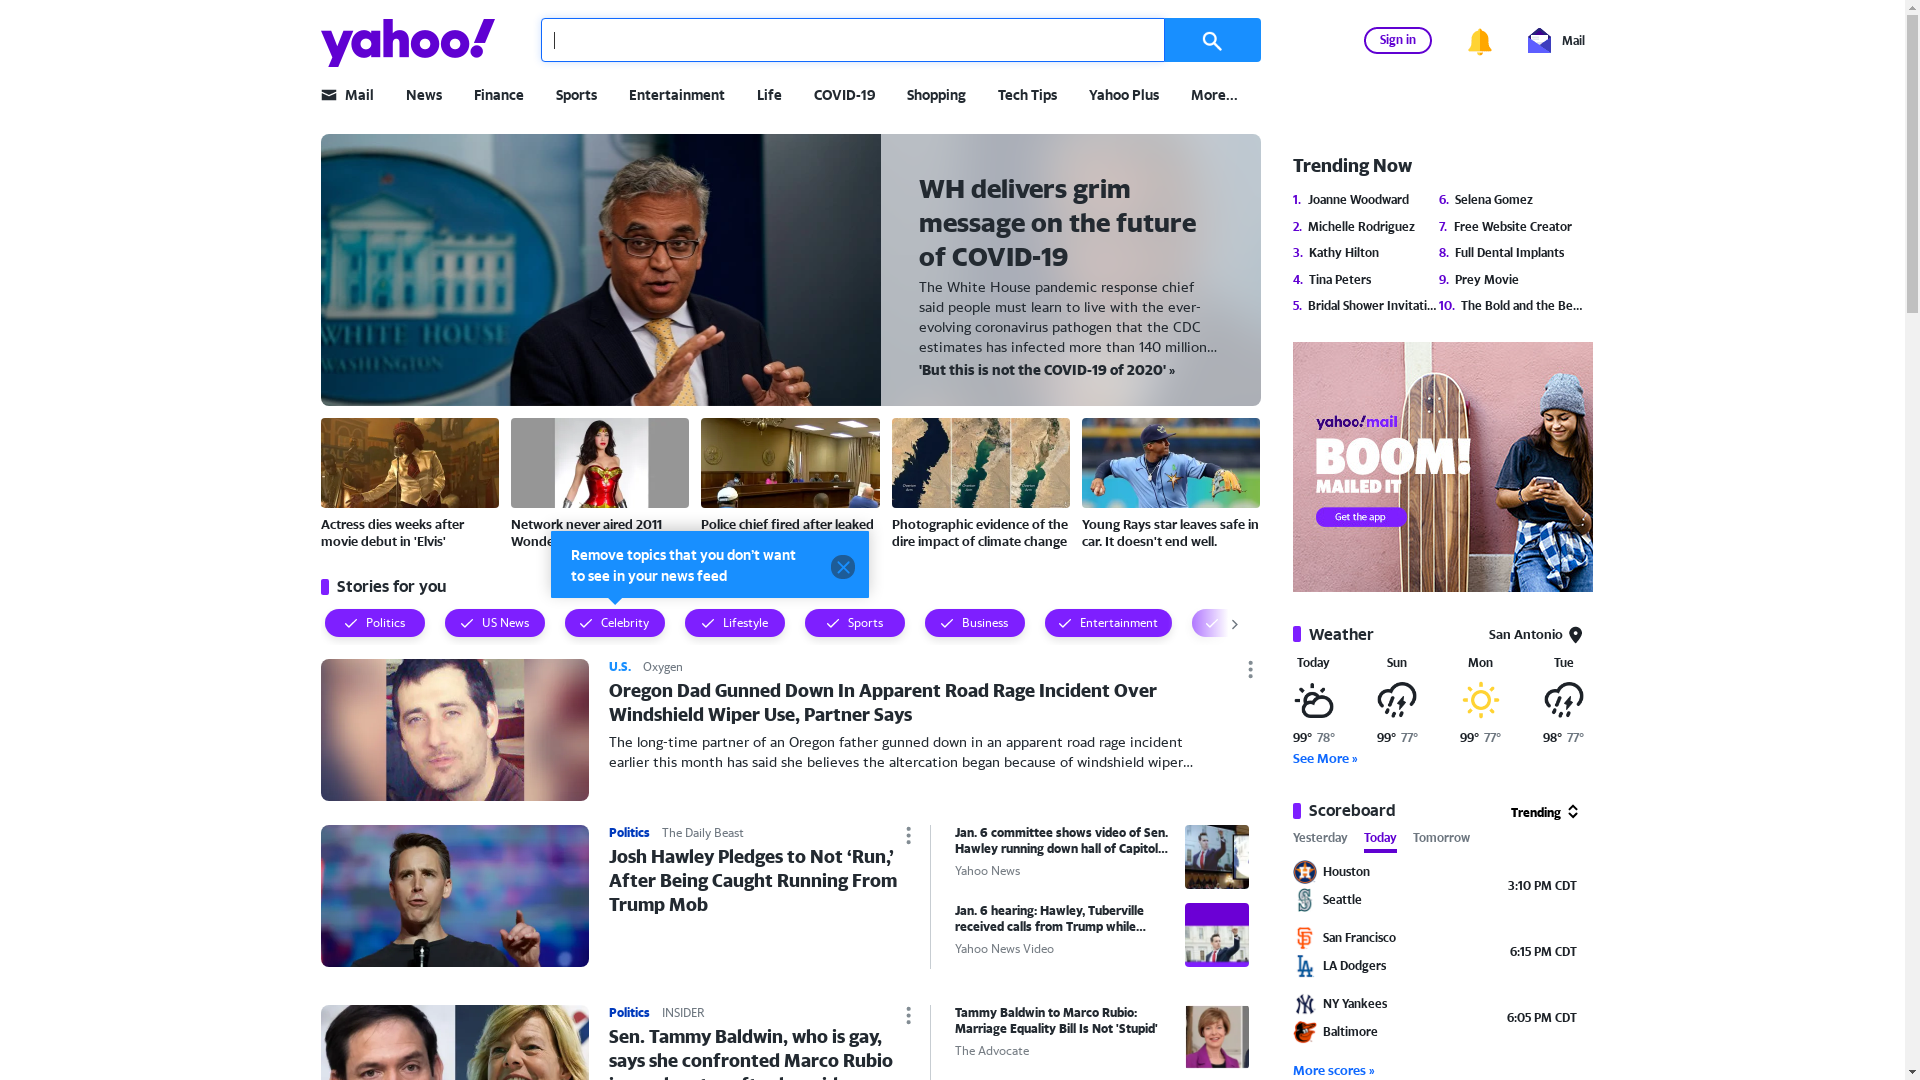 yahoo!
Sign in
Mail
Mail
News
Finance
Sports
Entertainment
Life
COVID-19
Shopping
Tech Tips
Yahoo Plus
More...
THE WHITE HOUSE
WASHINGTON
WH delivers grim
message on the future
of COVID-19
The White House pandemic response chief
said people must learn to live with the ever-
evolving coronavirus pathogen that the CDC
estimates has infected more than 140 million...
'But this is not the COVID-19 of 2020' »
Actress dies weeks after
movie debut in 'Elvis'
Network never aired 2011
Wonde
Police chief fired after leaked
Photographic evidence of the
dire impact of climate change
Young Rays star leaves safe in
car. It doesn't end well.
Remove topics that you don't want
to see in your news feed
Stories for you
Politics
US News
Celebrity
Lifestyle
Sports
Business
Entertainment
U.S.
Oxygen
Oregon Dad Gunned Down In Apparent Road Rage Incident Over
Windshield Wiper Use, Partner Says
The long-time partner of an Oregon father gunned down in an apparent road rage incident
earlier this month has said she believes the altercation began because of windshield wiper...
Politics
The Daily Beast
Josh Hawley Pledges to Not ‘Run,’
After Being Caught Running From
Trump Mob
Jan. 6 committee shows video of Sen.
Hawley running down hall of Capitol...
Yahoo News
Jan. 6 hearing: Hawley, Tuberville
received calls from Trump while...
Yahoo News Video
Politics
INSIDER
Sen. Tammy Baldwin, who is gay,
says she confronted Marco Rubio
Tammy Baldwin to Marco Rubio:
Marriage Equality Bill Is Not 'Stupid'
The Advocate
Trending Now
1. Joanne Woodward
2. Michelle Rodriguez
3. Kathy Hilton
4. Tina Peters
5. Bridal Shower Invitati...
6. Selena Gomez
7. Free Website Creator
8. Full Dental Implants
9. Prey Movie
10. The Bold and the Be...
yahoo!mail
BOOM!
MAILED IT
Get the app
Weather
San Antonio
Today
Sun
Mon
Tue
99° 78°
99° 77°
99° 77°
98° 77°
See More »
Scoreboard
Trending
Yesterday
Today
Tomorrow
Houston
Seattle
3:10 PM CDT
San Francisco
LA Dodgers
6:15 PM CDT
NY Yankees
Baltimore
6:05 PM CDT
More scores »